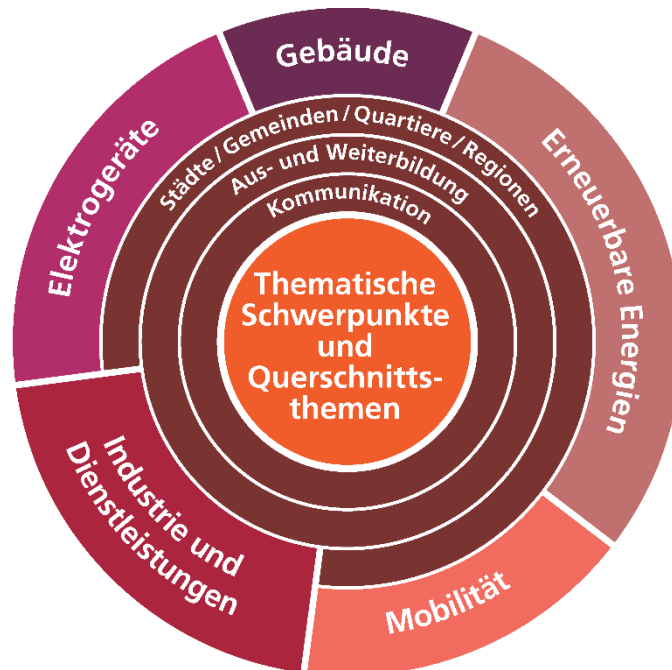 Gebäude
Elektrogeräte
Erneuerbare Energien
Städte / Gemeinden / Quartiere / Regionen
Aus- und Weiterbildung
Kommunikation
Thematische
Schwerpunkte
und
Querschnitts-
themen
Industrie und
Dienstleistungen
Mobilität